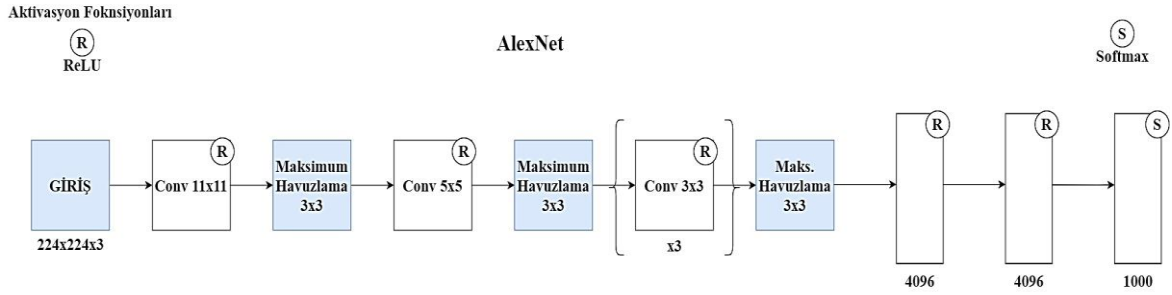 Aktivasyon Foknsiyonları
R
ReLU
AlexNet
S
Softmax
GİRİŞ
224x224x3
R
Conv 11x11
Maksimum
Havuzlama
3x3
R
Conv 5x5
Maksimum
Havuzlama
3x3
R
Conv 3x3
x3
Maks.
Havuzlama
3x3
R
4096
R
4096
S
1000